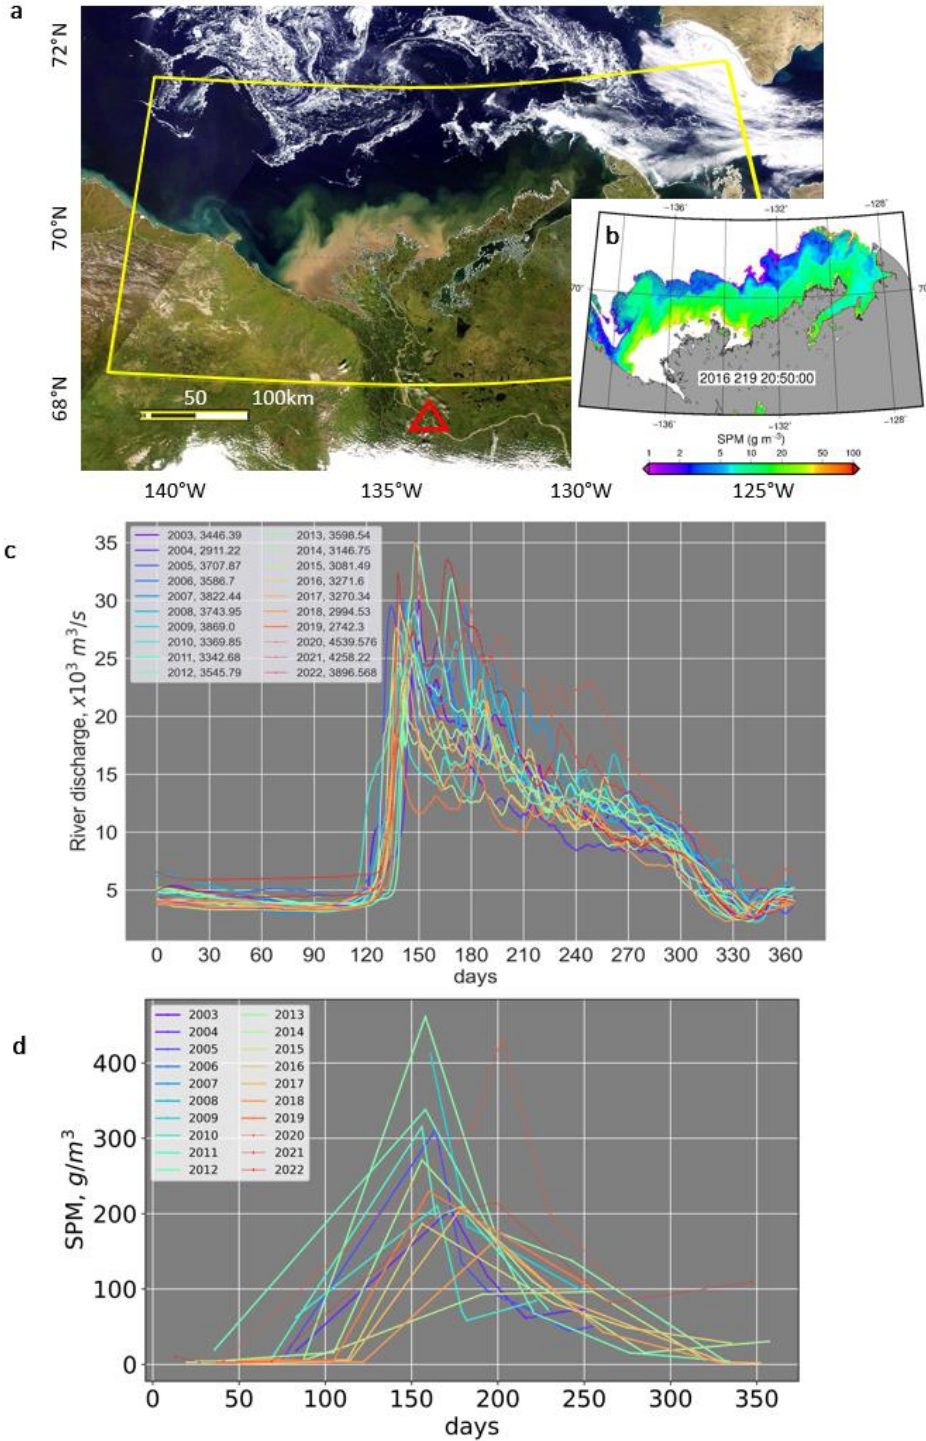 a
72°N
70°N
68°N
50 100km
140°W 135°W 130°W 125°W
b
-136° -132° -128°
70° 70
2016 219 20:50:00
-136° -132° -128°
SPM (g m⁻³)
1 2 5 10 20 50 100
c
2003, 3446.39 2013, 3598.54
2004, 2911.22 2014, 3146.75
2005, 3707.87 2015, 3081.49
2006, 3586.7 2016, 3271.6
2007, 3822.44 2017, 3270.34
2008, 3743.95 2018, 2994.53
2009, 3869.0 2019, 2742.3
2010, 3369.85 2020, 4539.576
2011, 3342.68 2021, 4258.22
2012, 3545.79 2022, 3896.568
River discharge, x10³ m³/s
35
30
25
20
15
10
5
0 30 60 90 120 150 180 210 240 270 300 330 360
days
d
2003 2013
2004 2014
2005 2015
2006 2016
2007 2017
2008 2018
2009 2019
2010 2020
2011 2021
2012 2022
SPM, g/m³
400
300
200
100
0
0 50 100 150 200 250 300 350
days